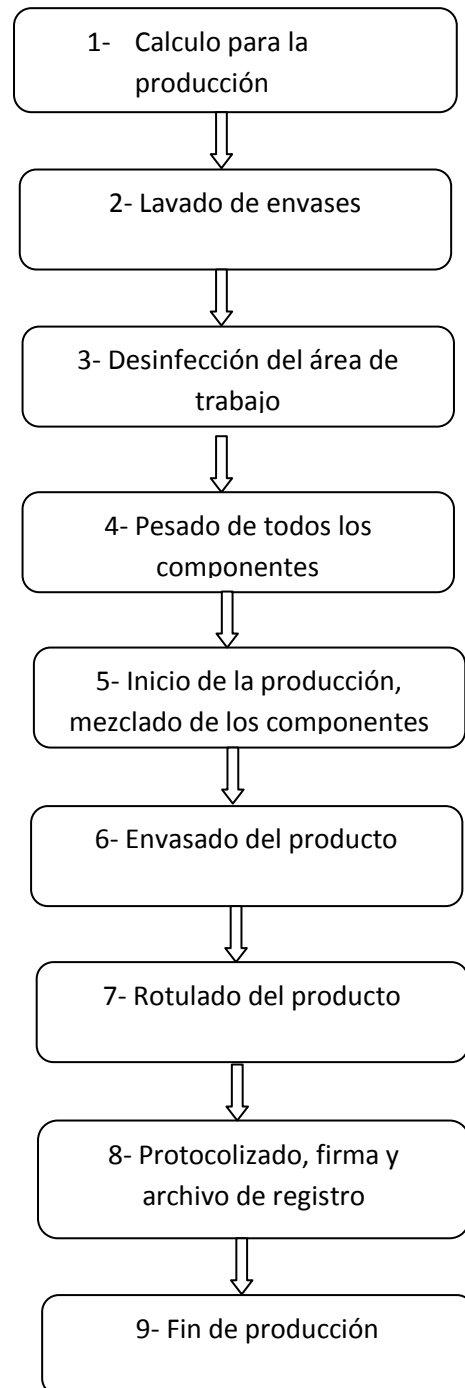 1- Calculo para la
producción
2- Lavado de envases
3- Desinfección del área de
trabajo
4- Pesado de todos los
componentes
5- Inicio de la producción,
mezclado de los componentes
6- Envasado del producto
7- Rotulado del producto
8- Protocolizado, firma y
archivo de registro
9- Fin de producción